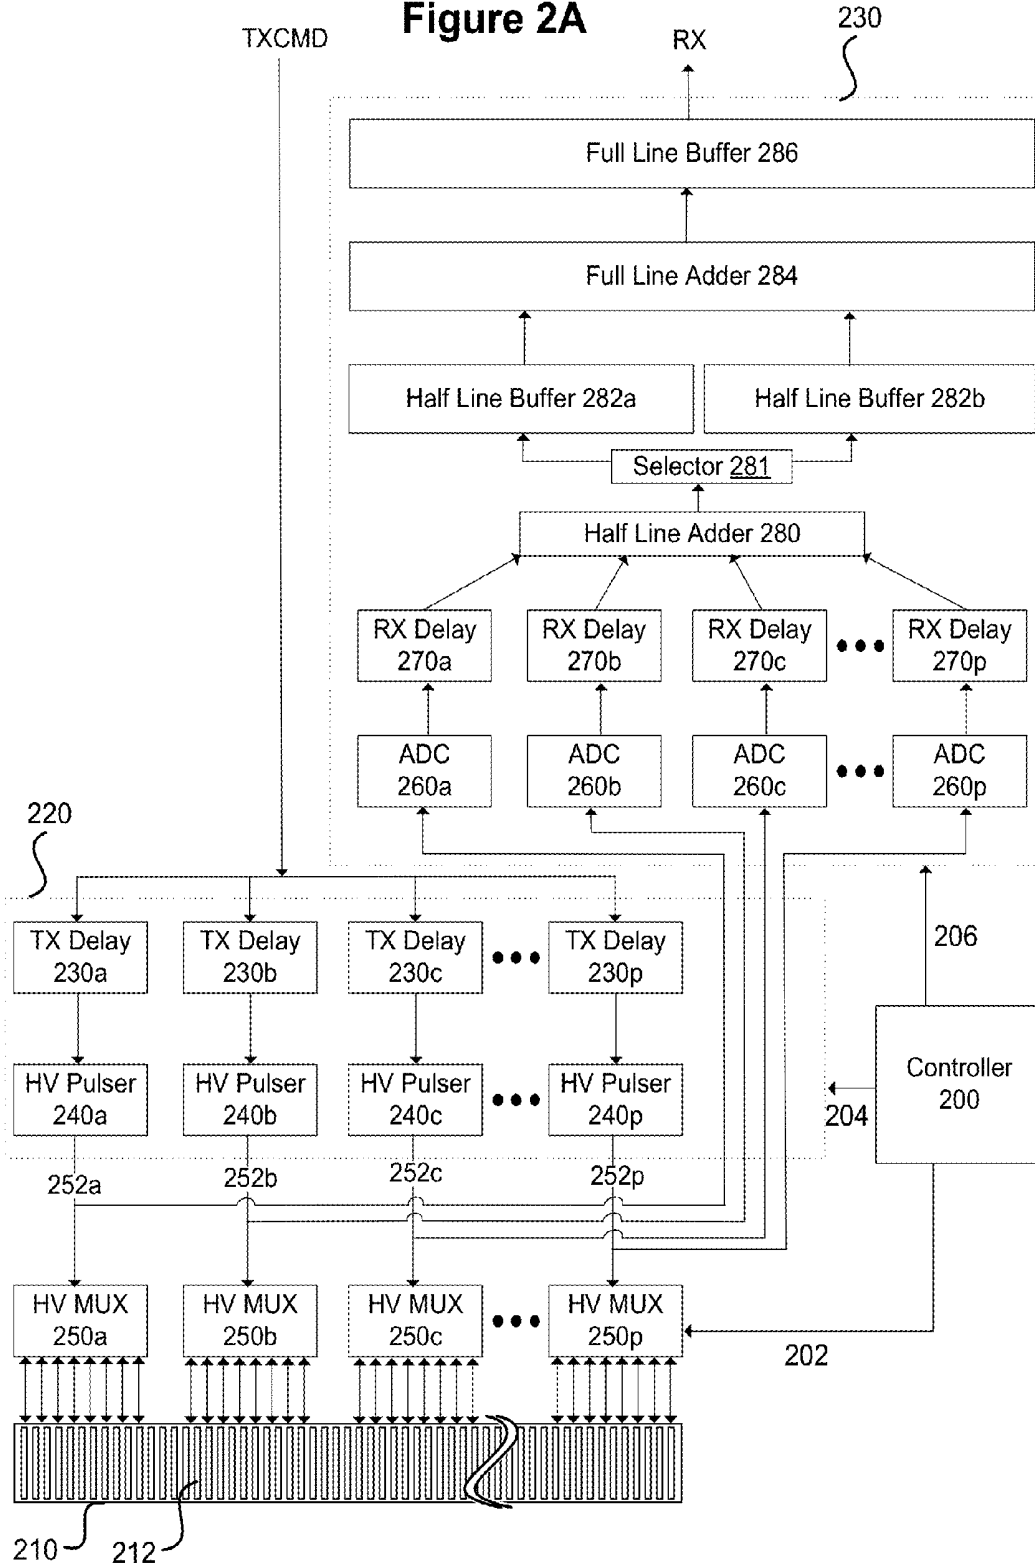 Figure 2A
TXCMD
RX
230
Full Line Buffer 286
Full Line Adder 284
Half Line Buffer 282a
Half Line Buffer 282b
Selector 281
Half Line Adder 280
RX Delay
270a
RX Delay
270b
RX Delay
270c
RX Delay
270p
ADC
260a
ADC
260b
ADC
260c
ADC
260p
220
TX Delay
230a
TX Delay
230b
TX Delay
230c
TX Delay
230p
206
HV Pulser
240a
HV Pulser
240b
HV Pulser
240c
HV Pulser
240p
Controller
200
204
252a
252b
252c
252p
HV MUX
250a
HV MUX
250b
HV MUX
250c
HV MUX
250p
202
210
212